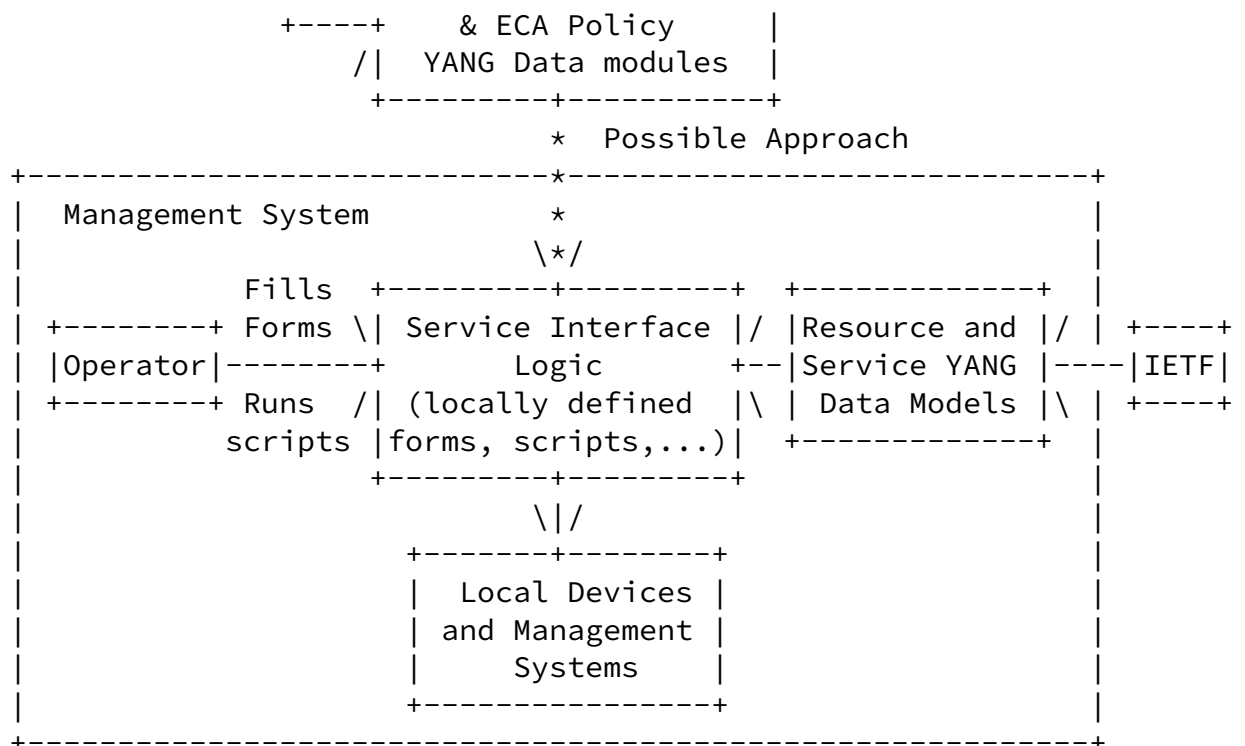 +----+    & ECA Policy      |
/|  YANG Data modules  |
+---------+-----------+
*  Possible Approach
+-----------------------------*-----------------------------+
|  Management System          *                             |
|                            \*/                            |
|            Fills  +---------+---------+  +-------------+  |
| +--------+ Forms \| Service Interface |/ |Resource and |/ | +----+
| |Operator|--------+       Logic       +--|Service YANG |----|IETF|
| +--------+ Runs  /| (locally defined  |\ | Data Models |\ | +----+
|           scripts |forms, scripts,...)|  +-------------+  |
|                   +---------+---------+                   |
|                            \|/                            |
|                     +-------+--------+                    |
|                     |  Local Devices |                    |
|                     | and Management |                    |
|                     |     Systems    |                    |
|                     +----------------+                    |
+-----------------------------------------------------------+